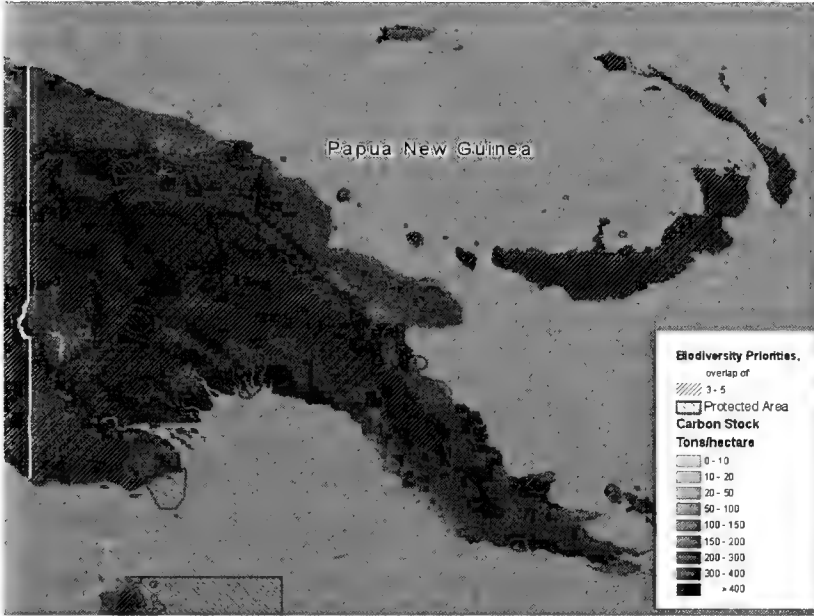 Papua New Guinea
Biodiversity Priorities,
overlap of
3 - 5
Protected Area
Carbon Stock
Tons/hectare
0 - 10
10 - 20
20 - 50
50 - 100
100 - 150
150 - 200
200 - 300
300 - 400
> 400